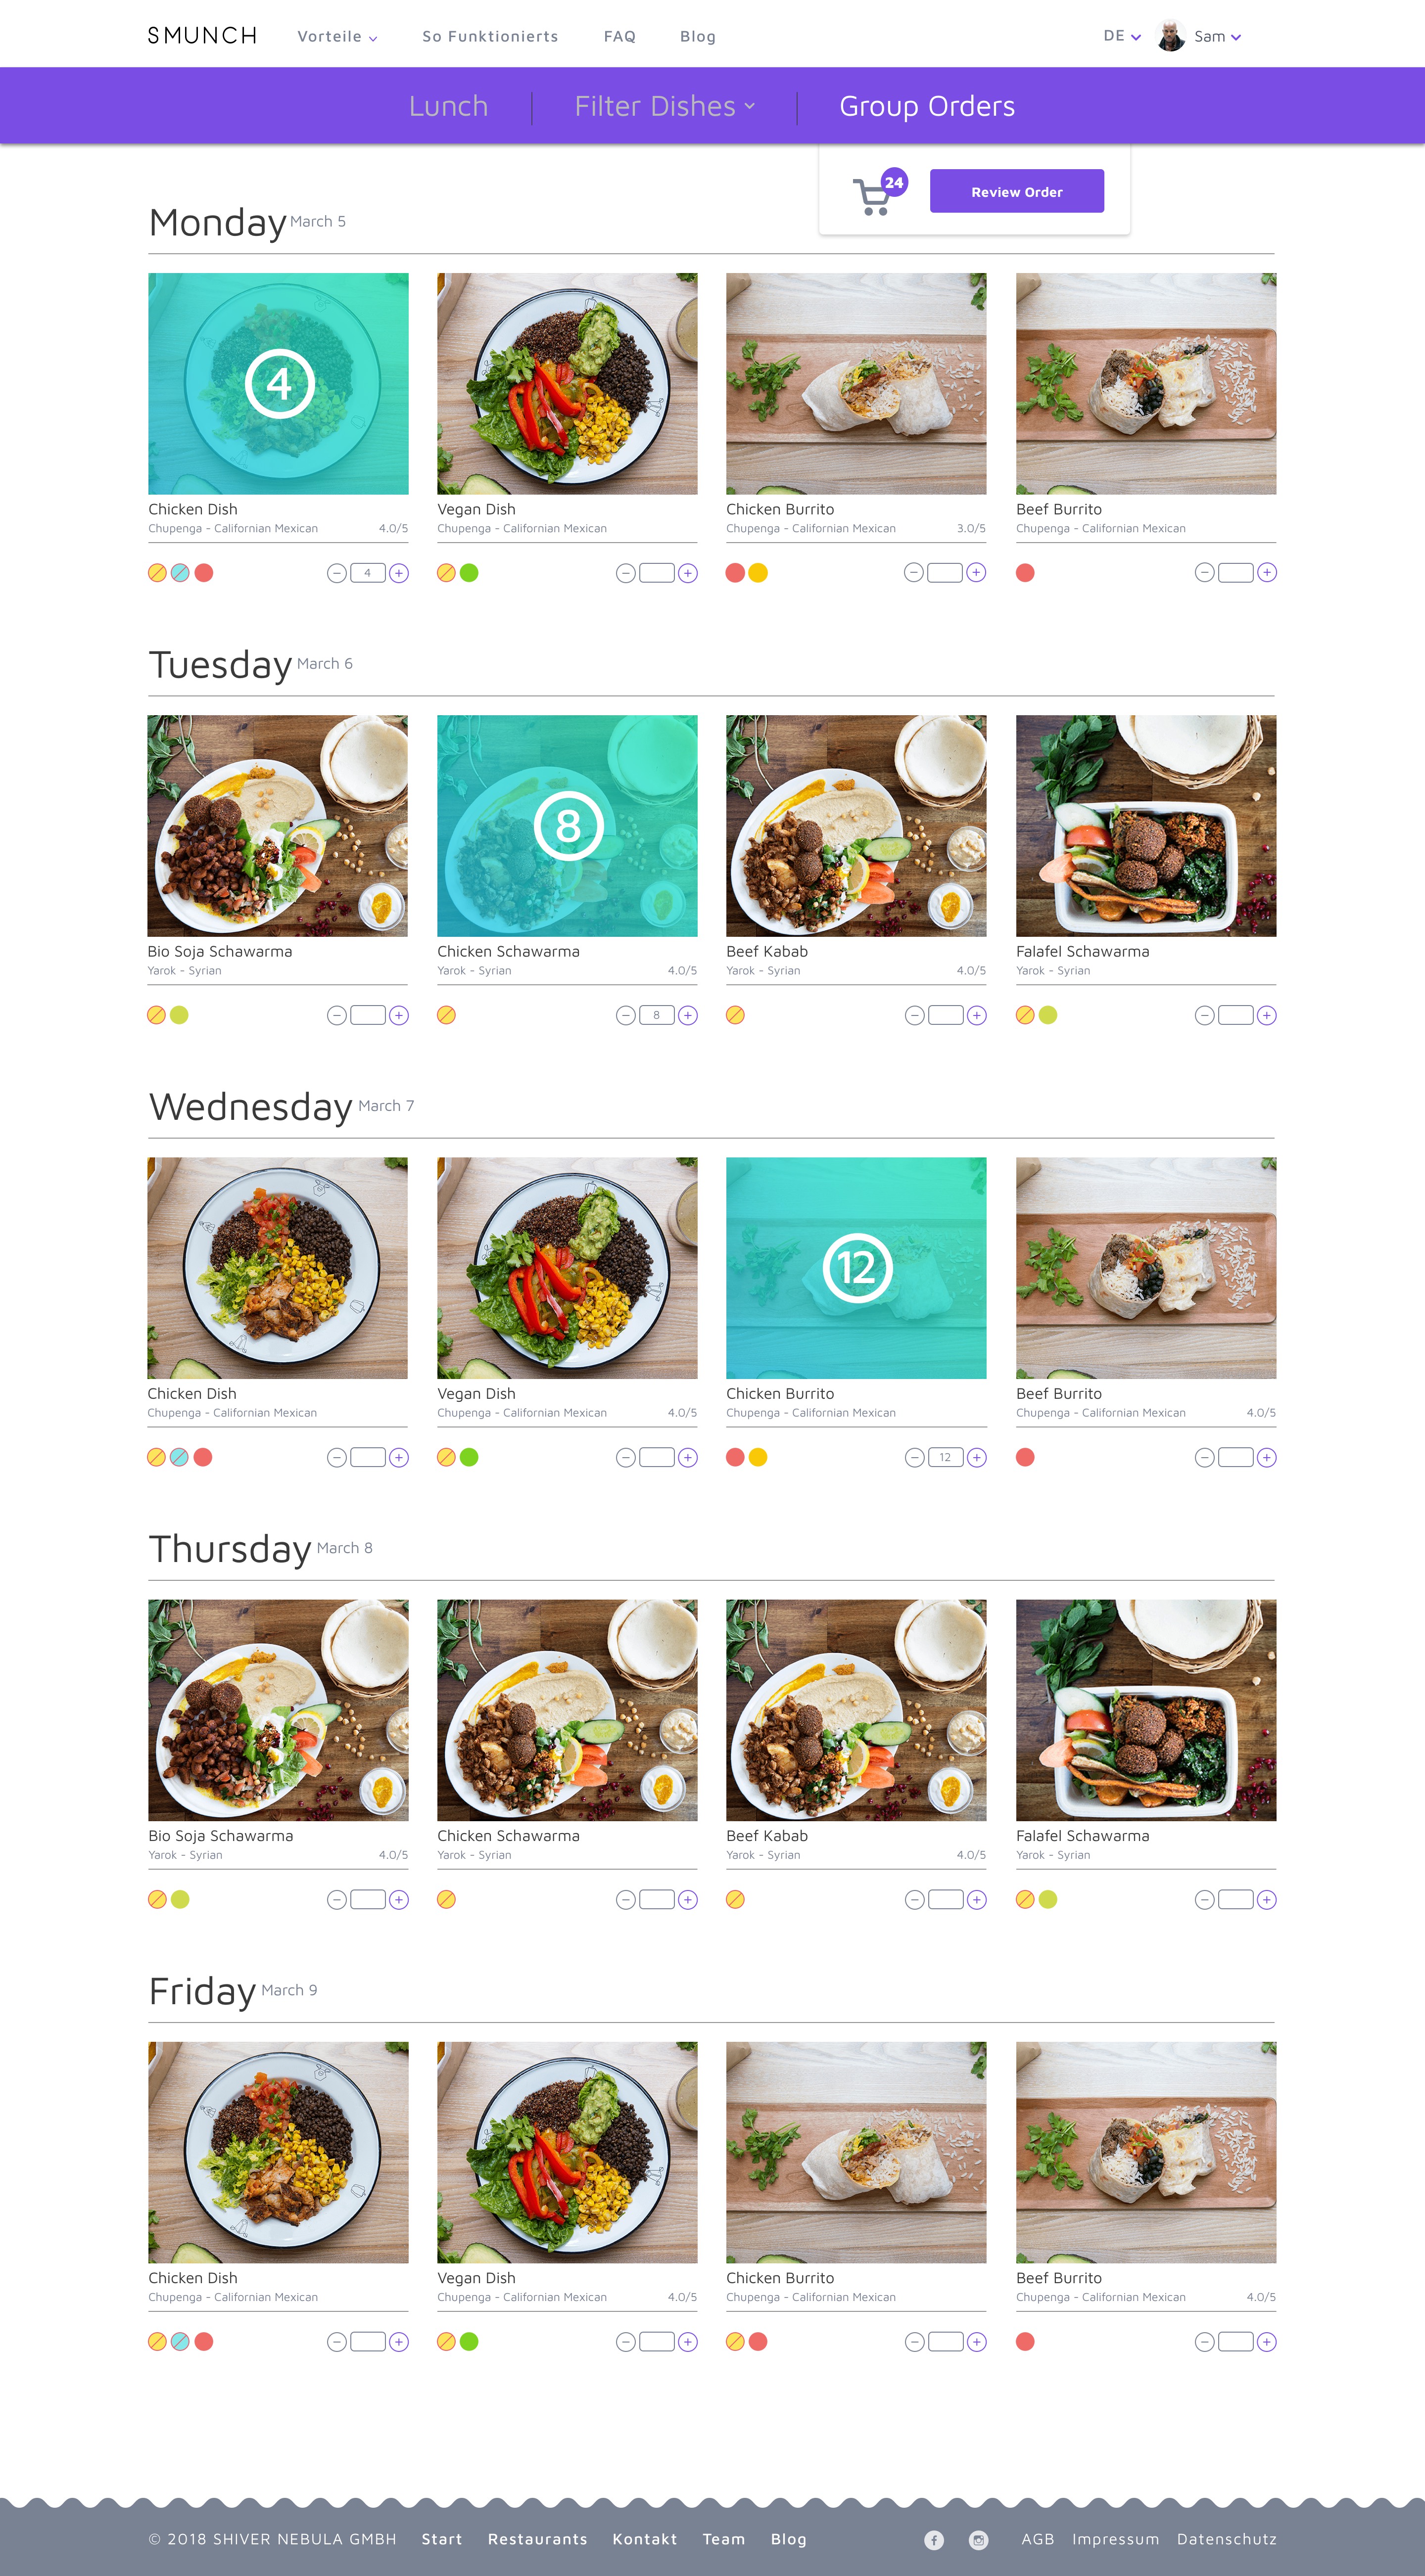 SMUNCH Vorteile So Funktionierts FAQ Blog DE Sam
Lunch Filter Dishes Group Orders
24 Review Order
Monday March 5
4
Chicken Dish Vegan Dish Chicken Burrito Beef Burrito
Chupenga - Californian Mexican 4.0/5 Chupenga - Californian Mexican Chupenga - Californian Mexican 3.0/5 Chupenga - Californian Mexican
4
Tuesday March 6
8
Bio Soja Schawarma Chicken Schawarma Beef Kabab Falafel Schawarma
Yarok - Syrian Yarok - Syrian 4.0/5 Yarok - Syrian 4.0/5 Yarok - Syrian
8
Wednesday March 7
12
Chicken Dish Vegan Dish Chicken Burrito Beef Burrito
Chupenga - Californian Mexican Chupenga - Californian Mexican 4.0/5 Chupenga - Californian Mexican Chupenga - Californian Mexican 4.0/5
12
Thursday March 8
Bio Soja Schawarma Chicken Schawarma Beef Kabab Falafel Schawarma
Yarok - Syrian 4.0/5 Yarok - Syrian Yarok - Syrian 4.0/5 Yarok - Syrian
Friday March 9
Chicken Dish Vegan Dish Chicken Burrito Beef Burrito
Chupenga - Californian Mexican Chupenga - Californian Mexican 4.0/5 Chupenga - Californian Mexican Chupenga - Californian Mexican 4.0/5
© 2018 SHIVER NEBULA GMBH Start Restaurants Kontakt Team Blog AGB Impressum Datenschutz